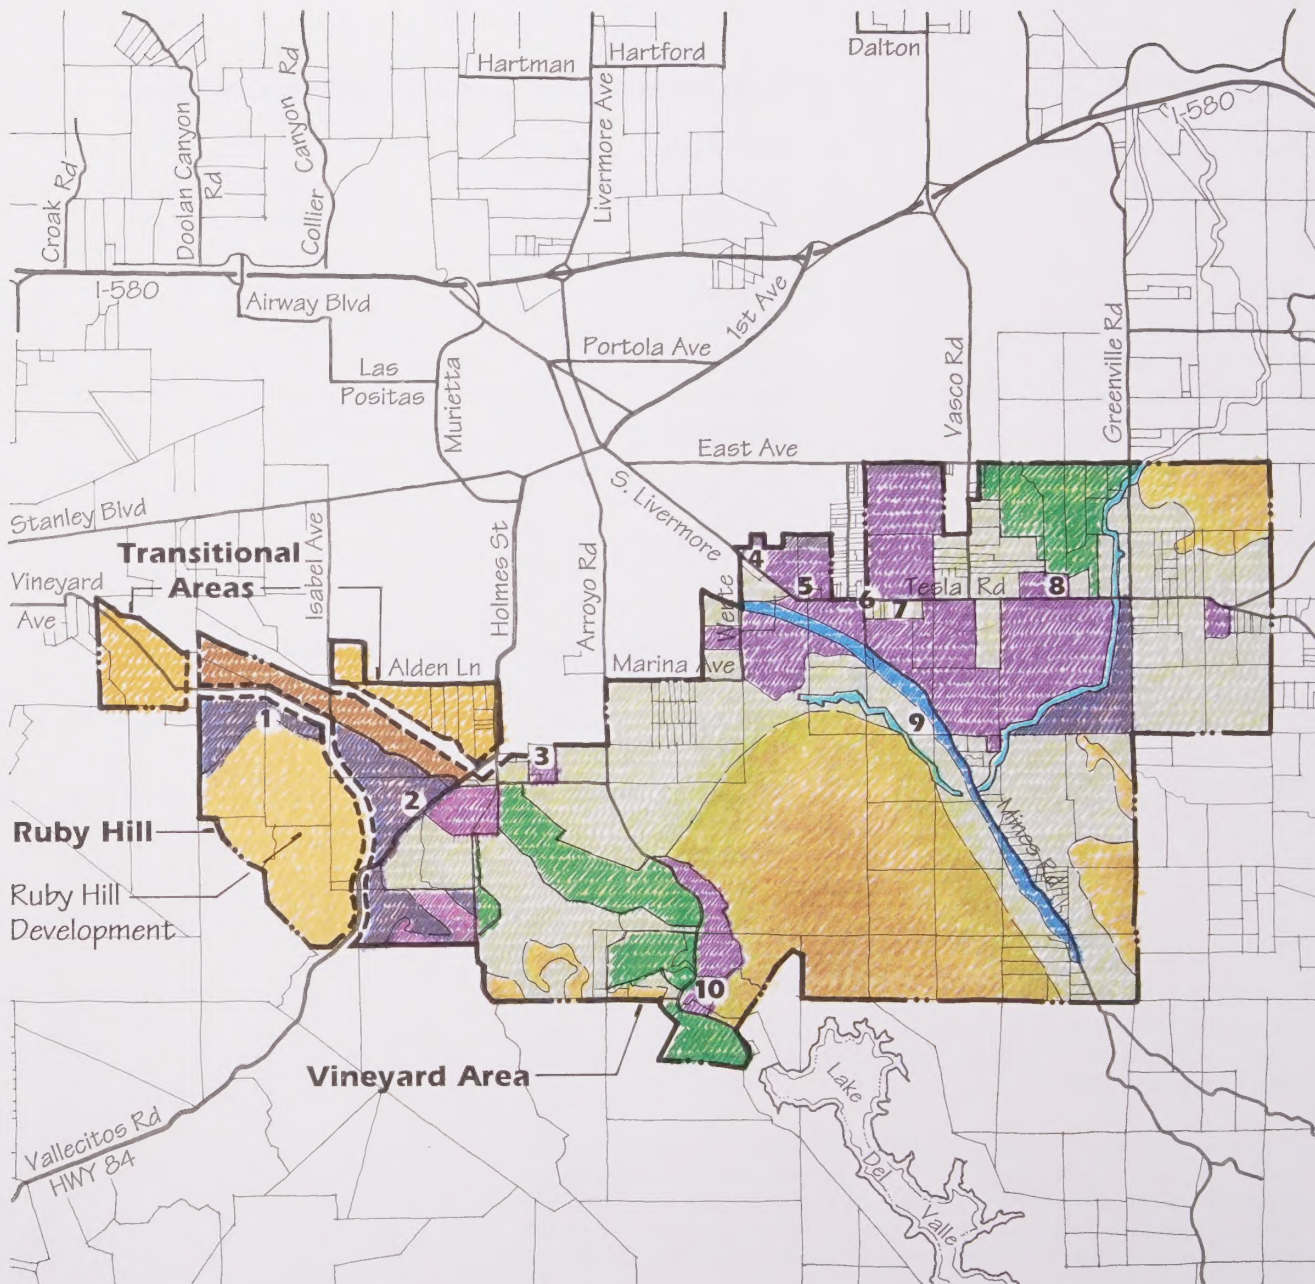 Hartman
Hartford
Dalton
Croak Rd
Doolan Canyon
Rd
Collier Canyon Rd
Livermore Ave
I-580
I-580
Airway Blvd
Las
Positas
Murietta
Portola Ave
1st Ave
Vasco Rd
Greenville Rd
East Ave
S. Livermore
Stanley Blvd
Isabel Ave
Holmes St
Arroyo Rd
Transitional
Areas
Vineyard
Ave
Alden Ln
Marina Ave
Wente
Tesla Rd
4
5
6
7
8
9
1
2
3
10
Mines Rd
Ruby Hill
Ruby Hill
Development
Vineyard Area
Vallecitos Rd
HWY 84
Lake
Del
Valle